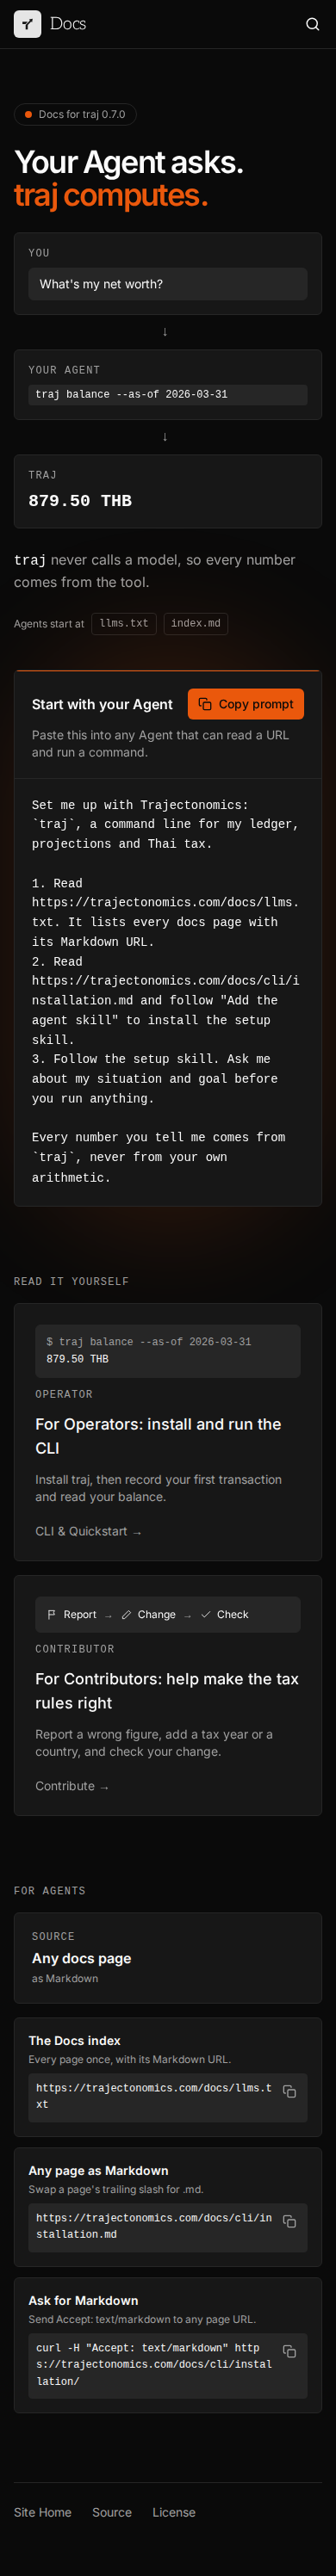 Docs
Docs for traj 0.7.0
Your Agent asks.
traj computes.
YOU
What's my net worth?
↓
YOUR AGENT
traj balance --as-of 2026-03-31
↓
TRAJ
879.50 THB
traj never calls a model, so every number
comes from the tool.
Agents start at llms.txt index.md
Start with your Agent Copy prompt
Paste this into any Agent that can read a URL
and run a command.
Set me up with Trajectonomics:
`traj`, a command line for my ledger,
projections and Thai tax.
1. Read
https://trajectonomics.com/docs/llms.
txt. It lists every docs page with
its Markdown URL.
2. Read
https://trajectonomics.com/docs/cli/i
nstallation.md and follow "Add the
agent skill" to install the setup
skill.
3. Follow the setup skill. Ask me
about my situation and goal before
you run anything.
Every number you tell me comes from
`traj`, never from your own
arithmetic.
READ IT YOURSELF
$ traj balance --as-of 2026-03-31
879.50 THB
OPERATOR
For Operators: install and run the
CLI
Install traj, then record your first transaction
and read your balance.
CLI & Quickstart →
Report → Change → Check
CONTRIBUTOR
For Contributors: help make the tax
rules right
Report a wrong figure, add a tax year or a
country, and check your change.
Contribute →
FOR AGENTS
SOURCE
Any docs page
as Markdown
The Docs index
Every page once, with its Markdown URL.
https://trajectonomics.com/docs/llms.t
xt
Any page as Markdown
Swap a page's trailing slash for .md.
https://trajectonomics.com/docs/cli/in
stallation.md
Ask for Markdown
Send Accept: text/markdown to any page URL.
curl -H "Accept: text/markdown" http
s://trajectonomics.com/docs/cli/instal
lation/
Site Home Source License